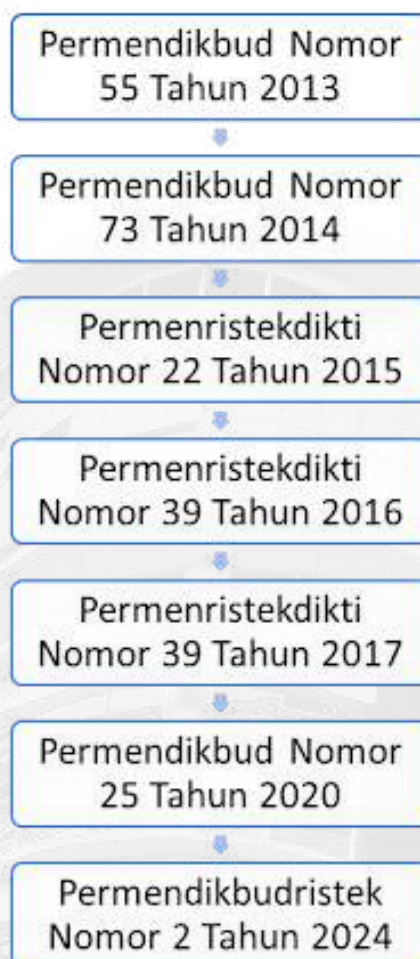 Permendikbud Nomor
55 Tahun 2013
Permendikbud Nomor
73 Tahun 2014
Permenristekdikti
Nomor 22 Tahun 2015
Permenristekdikti
Nomor 39 Tahun 2016
Permenristekdikti
Nomor 39 Tahun 2017
Permendikbud Nomor
25 Tahun 2020
Permendikbudristek
Nomor 2 Tahun 2024